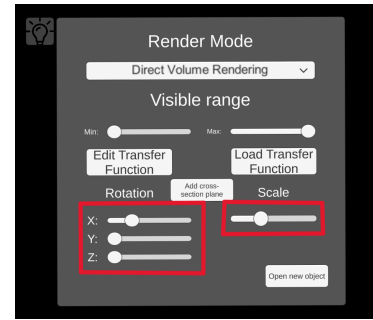 Render Mode
Direct Volume Rendering
Visible range
Min:
Max:
Edit Transfer
Function
Load Transfer
Function
Rotation
Add cross-
section plane
Scale
X:
Y:
Z:
Open new object